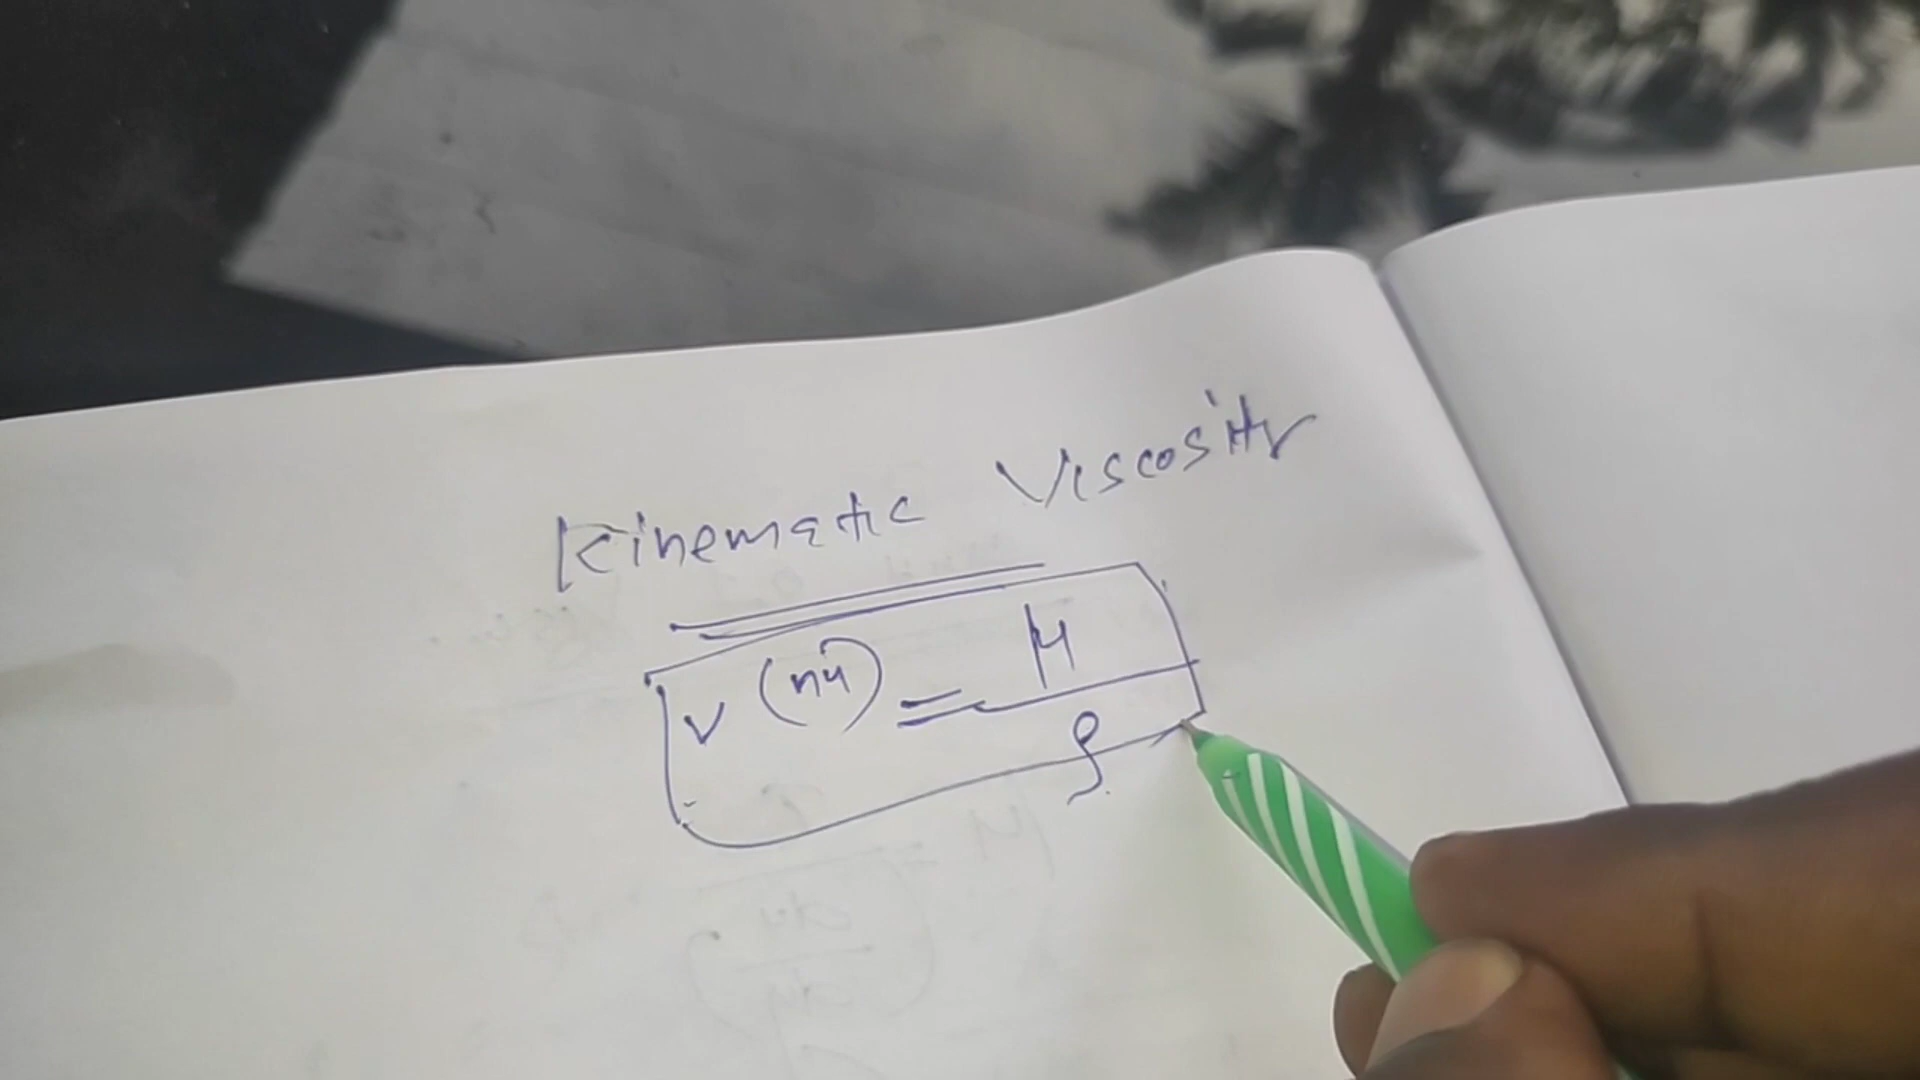 Kinematic Viscosity
ν (nu) = μ
ρ